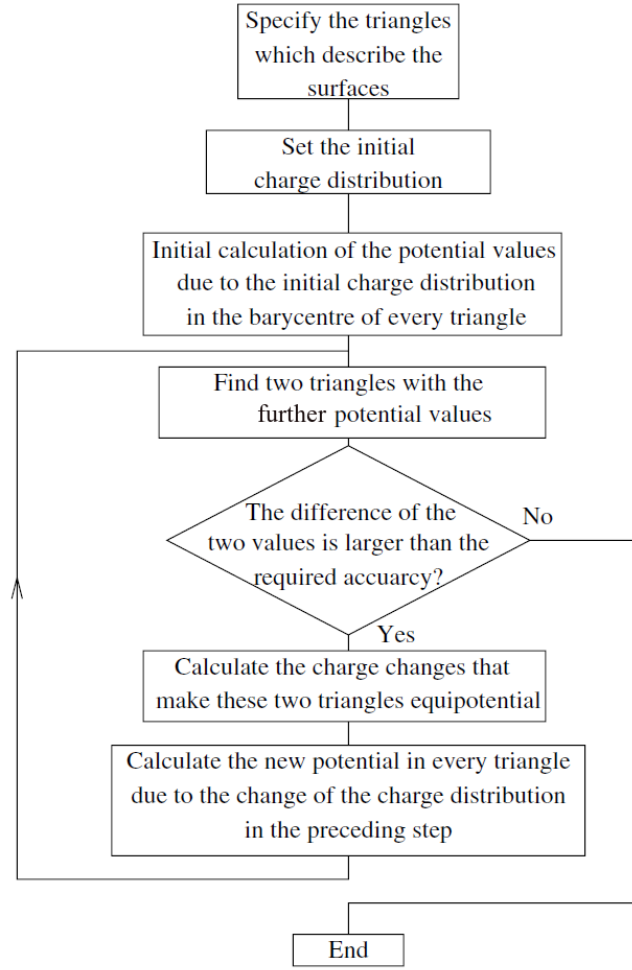 Specify the triangles
which describe the
surfaces
Set the initial
charge distribution
Initial calculation of the potential values
due to the initial charge distribution
in the barycentre of every triangle
Find two triangles with the
further potential values
The difference of the
two values is larger than the
required accuarcy?
No
Yes
Calculate the charge changes that
make these two triangles equipotential
Calculate the new potential in every triangle
due to the change of the charge distribution
in the preceding step
End